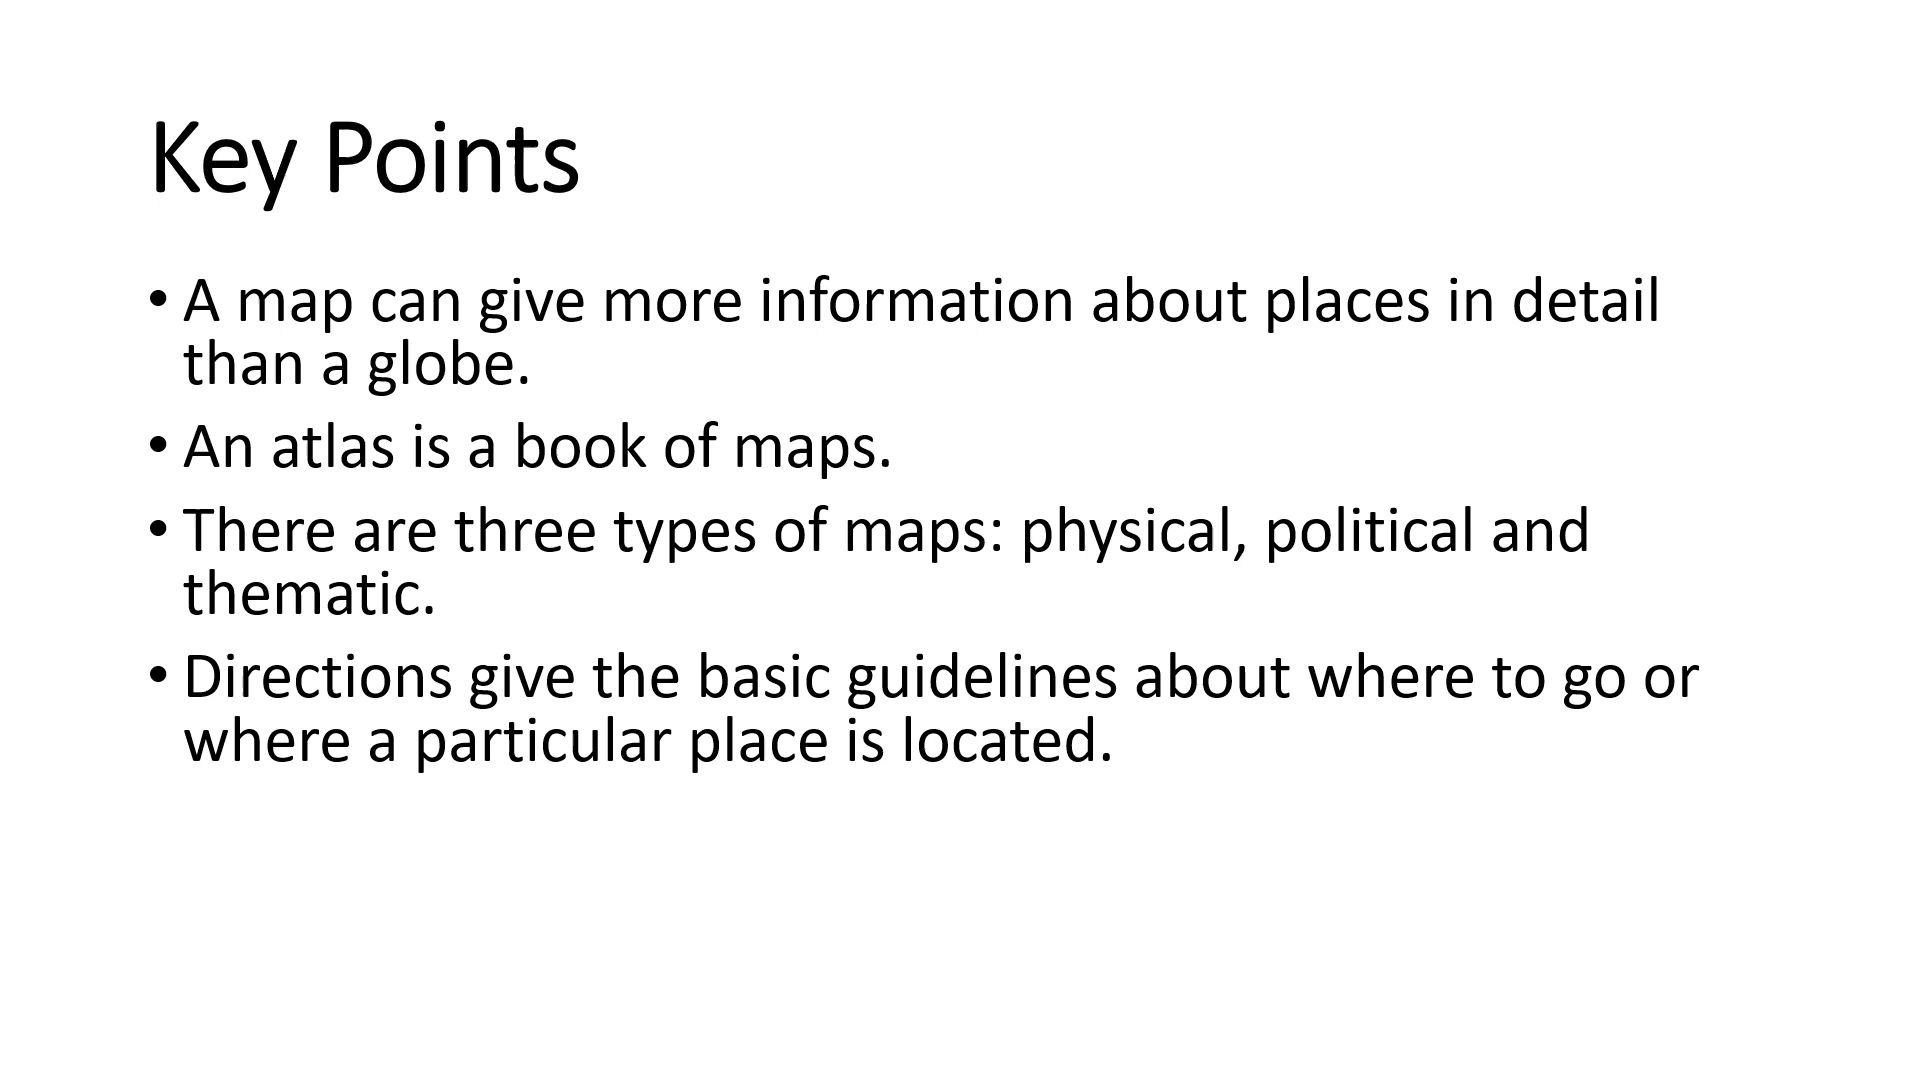 Key Points
• A map can give more information about places in detail
than a globe.
• An atlas is a book of maps.
• There are three types of maps: physical, political and
thematic.
• Directions give the basic guidelines about where to go or
where a particular place is located.